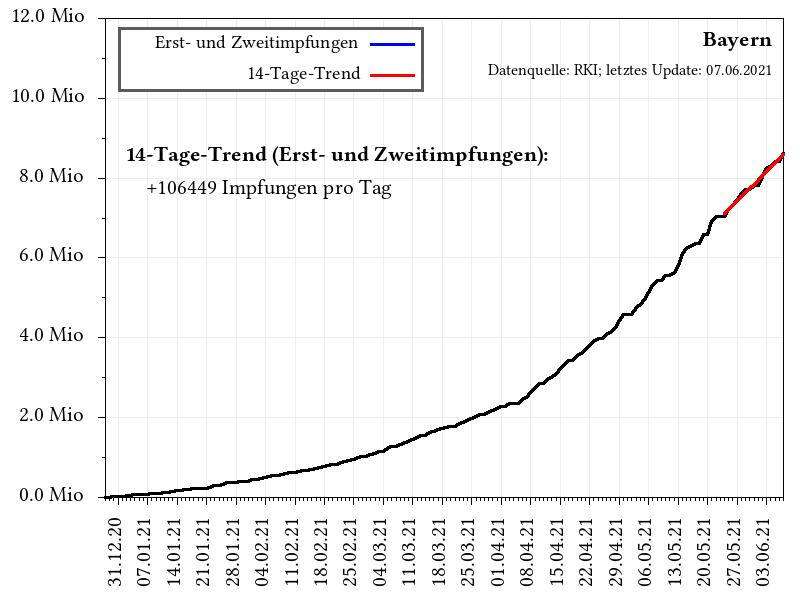 12.0 Mio
10.0 Mio
8.0 Mio
6.0 Mio
4.0 Mio
2.0 Mio
0.0 Mio
Erst- und Zweitimpfungen
14-Tage-Trend
Bayern
Datenquelle: RKI; letztes Update: 07.06.2021
14-Tage-Trend (Erst- und Zweitimpfungen):
+106449 Impfungen pro Tag
31.12.20
07.01.21
14.01.21
21.01.21
28.01.21
04.02.21
11.02.21
18.02.21
25.02.21
04.03.21
11.03.21
18.03.21
25.03.21
01.04.21
08.04.21
15.04.21
22.04.21
29.04.21
06.05.21
13.05.21
20.05.21
27.05.21
03.06.21